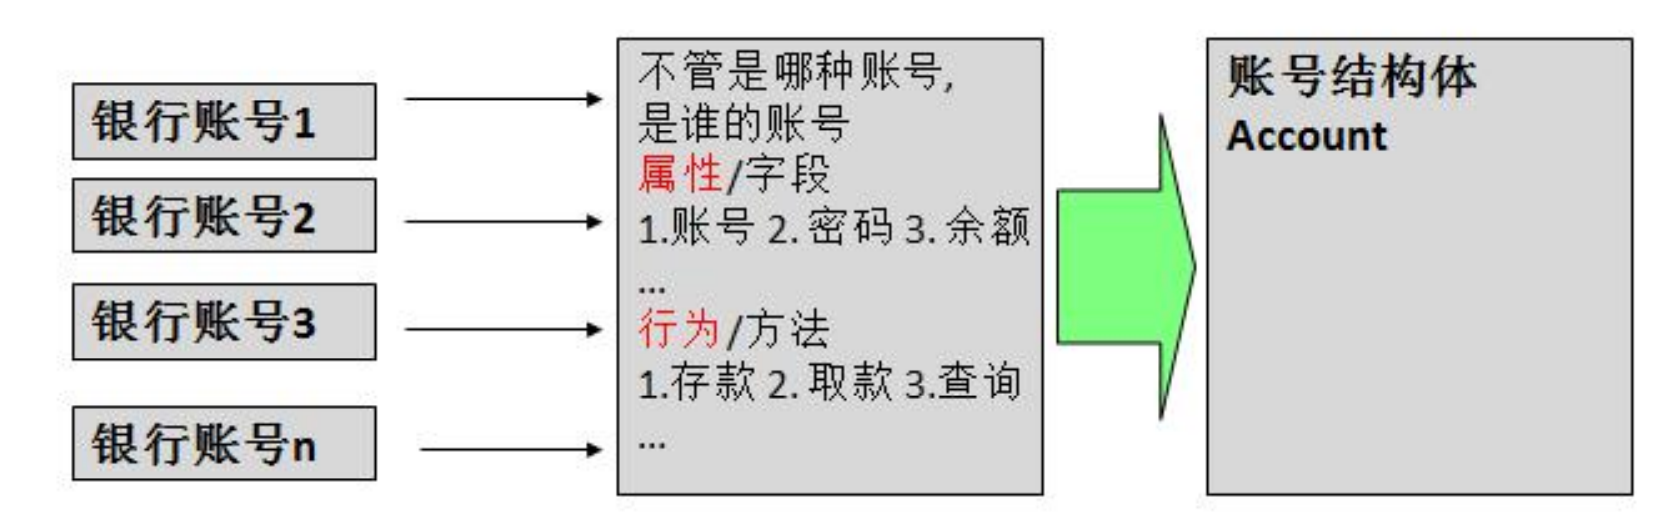 银行账号1
银行账号2
银行账号3
银行账号n
不管是哪种账号,
是谁的账号
属性/字段
1.账号 2. 密码 3. 余额
...
行为/方法
1.存款 2. 取款 3.查询
...
账号结构体
Account